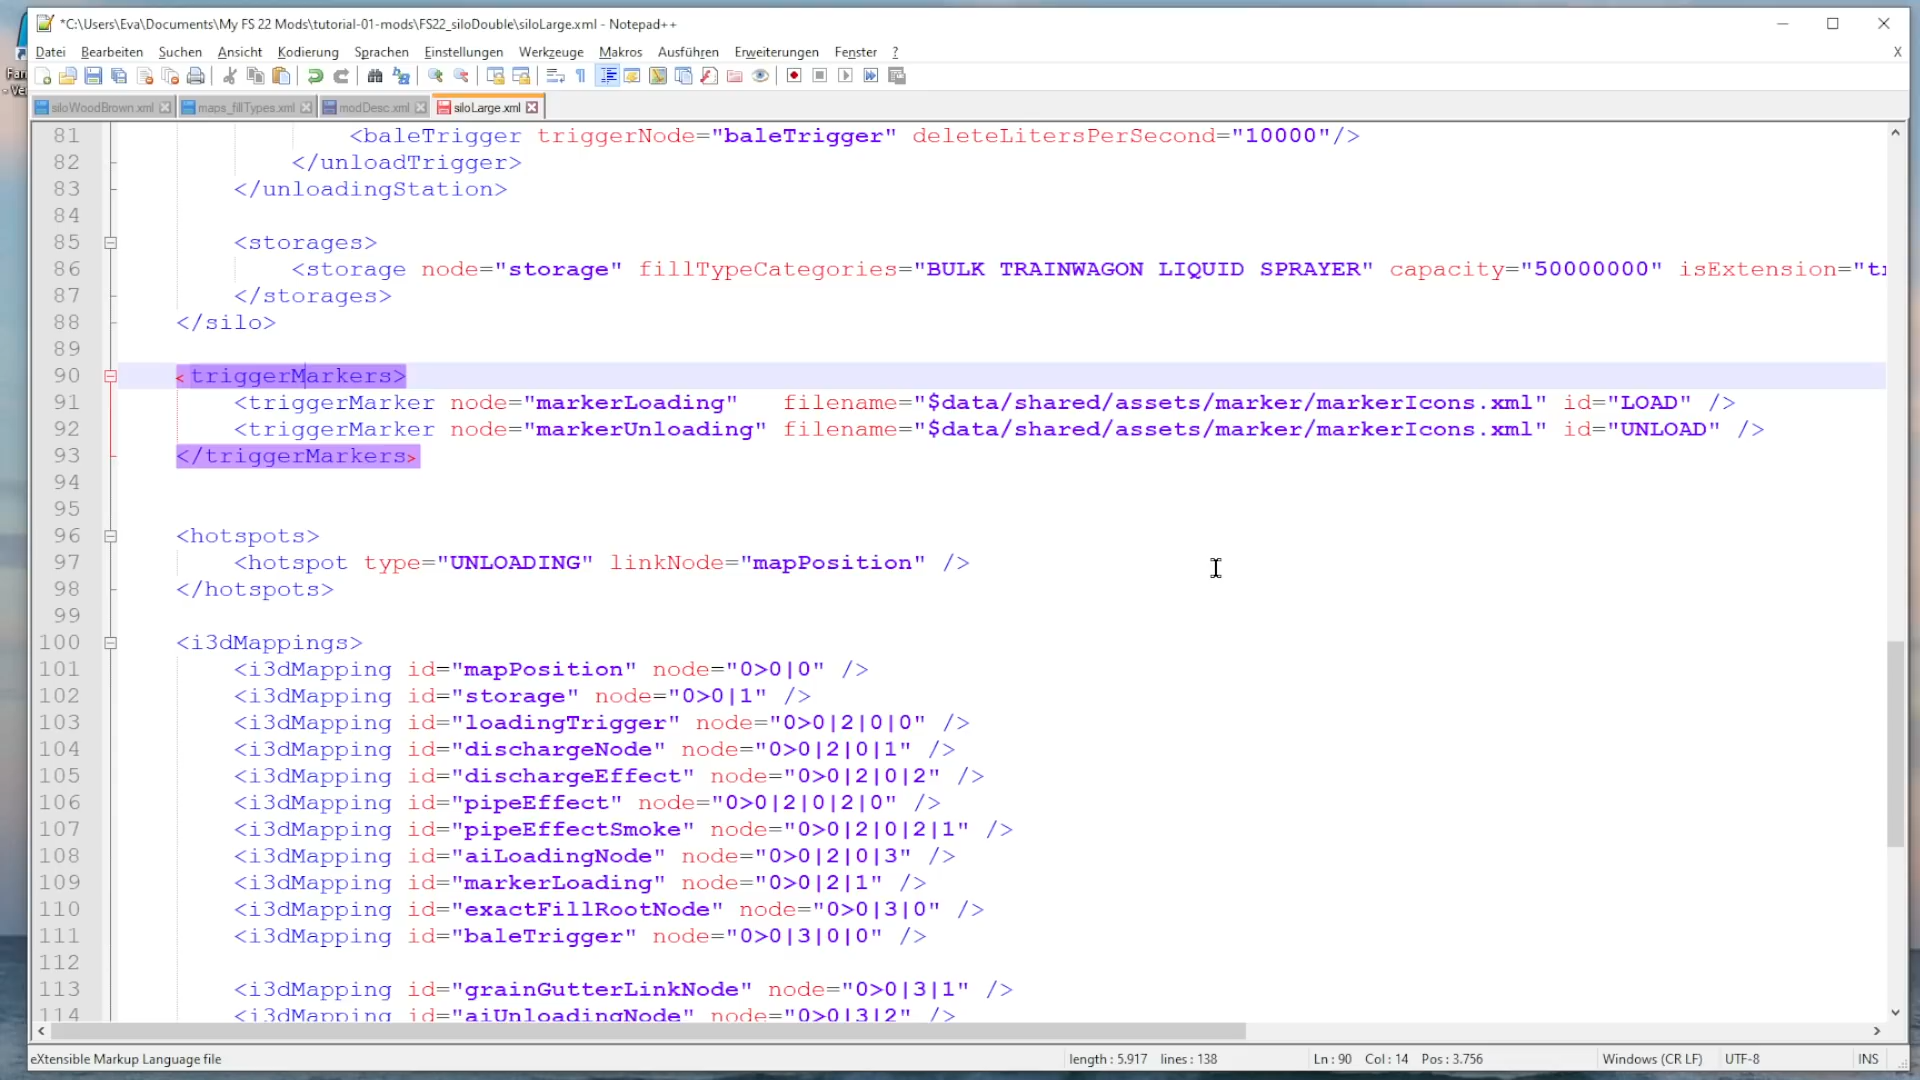 *C:\Users\Eva\Documents\My FS 22 Mods\tutorial-01-mods\FS22_siloDouble\siloLarge.xml - Notepad++
Datei Bearbeiten Suchen Ansicht Kodierung Sprachen Einstellungen Werkzeuge Makros Ausführen Erweiterungen Fenster ? X
siloWoodBrown.xml maps_fillTypes.xml modDesc.xml siloLarge.xml
81 <baleTrigger triggerNode="baleTrigger" deleteLitersPerSecond="10000"/>
82 </unloadTrigger>
83 </unloadingStation>
84
85 <storages>
86 <storage node="storage" fillTypeCategories="BULK TRAINWAGON LIQUID SPRAYER" capacity="50000000" isExtension="t
87 </storages>
88 </silo>
89
90 <triggerMarkers>
91 <triggerMarker node="markerLoading" filename="$data/shared/assets/marker/markerIcons.xml" id="LOAD" />
92 <triggerMarker node="markerUnloading" filename="$data/shared/assets/marker/markerIcons.xml" id="UNLOAD" />
93 </triggerMarkers>
94
95
96 <hotspots>
97 <hotspot type="UNLOADING" linkNode="mapPosition" />
98 </hotspots>
99
100 <i3dMappings>
101 <i3dMapping id="mapPosition" node="0>0|0" />
102 <i3dMapping id="storage" node="0>0|1" />
103 <i3dMapping id="loadingTrigger" node="0>0|2|0|0" />
104 <i3dMapping id="dischargeNode" node="0>0|2|0|1" />
105 <i3dMapping id="dischargeEffect" node="0>0|2|0|2" />
106 <i3dMapping id="pipeEffect" node="0>0|2|0|2|0" />
107 <i3dMapping id="pipeEffectSmoke" node="0>0|2|0|2|1" />
108 <i3dMapping id="aiLoadingNode" node="0>0|2|0|3" />
109 <i3dMapping id="markerLoading" node="0>0|2|1" />
110 <i3dMapping id="exactFillRootNode" node="0>0|3|0" />
111 <i3dMapping id="baleTrigger" node="0>0|3|0|0" />
112
113 <i3dMapping id="grainGutterLinkNode" node="0>0|3|1" />
114 <i3dMapping id="aiUnloadingNode" node="0>0|3|2" />
eXtensible Markup Language file length : 5.917 lines : 138 Ln : 90 Col : 14 Pos : 3.756 Windows (CR LF) UTF-8 INS